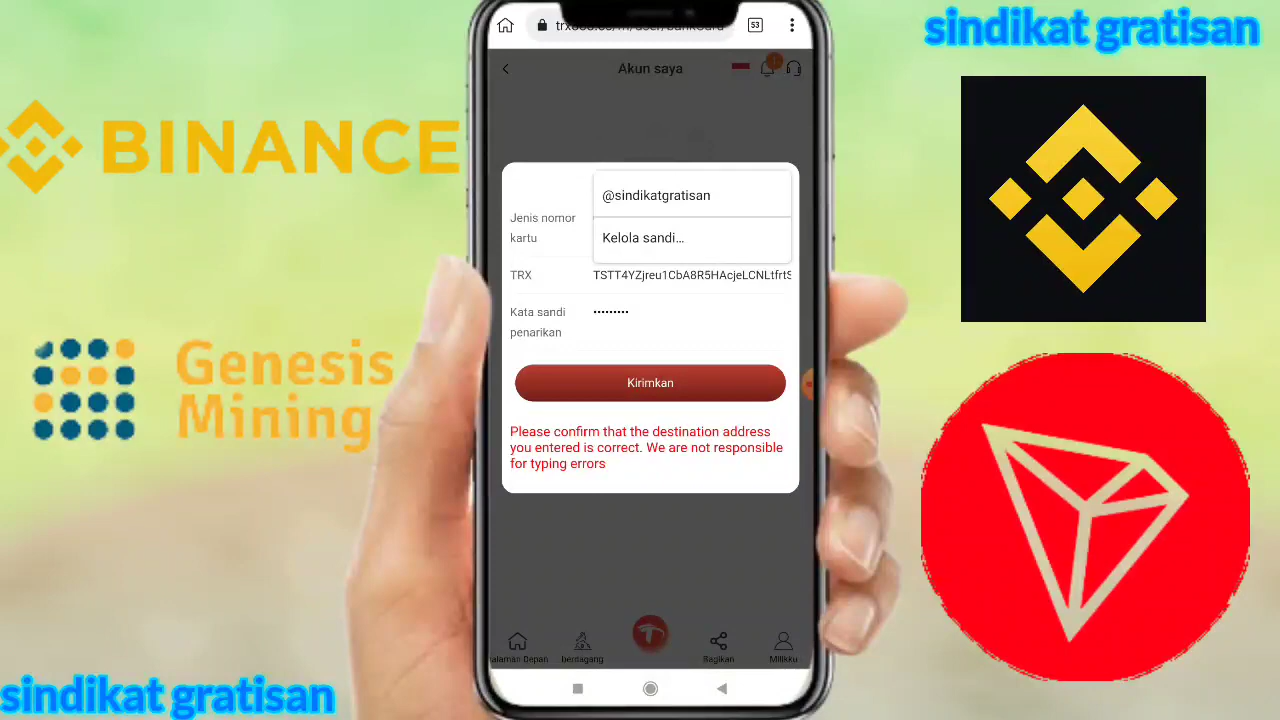 sindikat gratisan
53
Akun saya
BINANCE
@sindikatgratisan
Jenis nomor
kartu
Kelola sandi...
TRX
Kata sandi
penarikan
Genesis
Mining
Kirimkan
Please confirm that the destination address
you entered is correct. We are not responsible
for typing errors
alaman Depan
berdagang
Bagikan
Milikku
sindikat gratisan